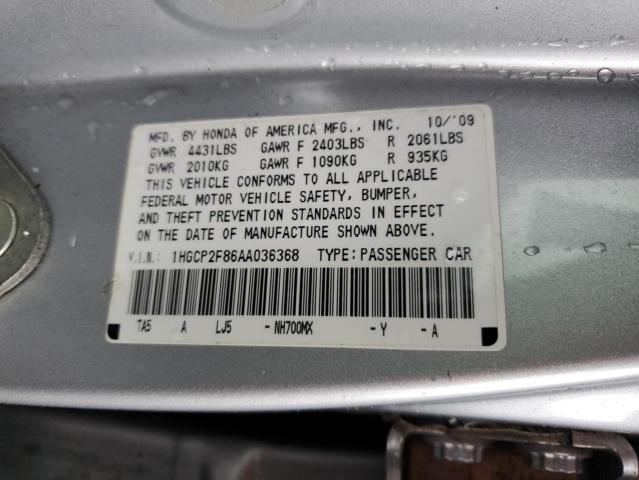 MFD. BY HONDA OF AMERICA MFG., INC. 10/'09
GVWR 4431LBS GAWR F 2403LBS R 2061LBS
GVWR 2010KG GAWR F 1090KG R 935KG
THIS VEHICLE CONFORMS TO ALL APPLICABLE
FEDERAL MOTOR VEHICLE SAFETY, BUMPER,
AND THEFT PREVENTION STANDARDS IN EFFECT
ON THE DATE OF MANUFACTURE SHOWN ABOVE.
V.I.N.: 1HGCP2F86AA036368 TYPE: PASSENGER CAR
TA5 A LJ5 -NH700MX -Y -A